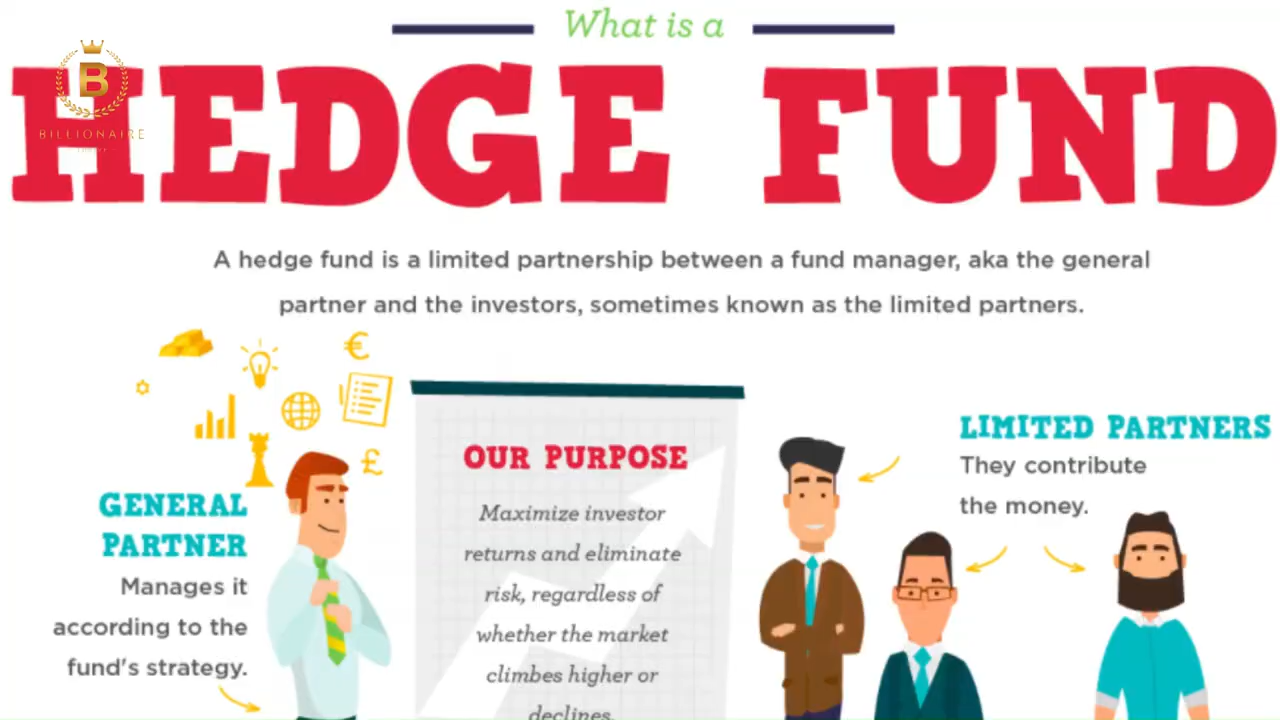 What is a
HEDGE FUND
B
BILLIONAIRE
A hedge fund is a limited partnership between a fund manager, aka the general
partner and the investors, sometimes known as the limited partners.
€
£
GENERAL
PARTNER
Manages it
according to the
fund's strategy.
OUR PURPOSE
Maximize investor
returns and eliminate
risk, regardless of
whether the market
climbes higher or
declines.
LIMITED PARTNERS
They contribute
the money.